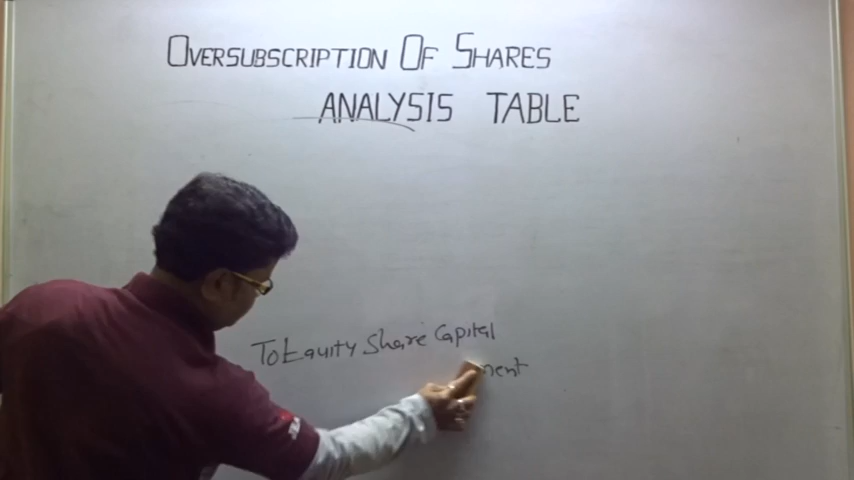 OVERSUBSCRIPTION OF SHARES
ANALYSIS TABLE
To Equity Share Capital